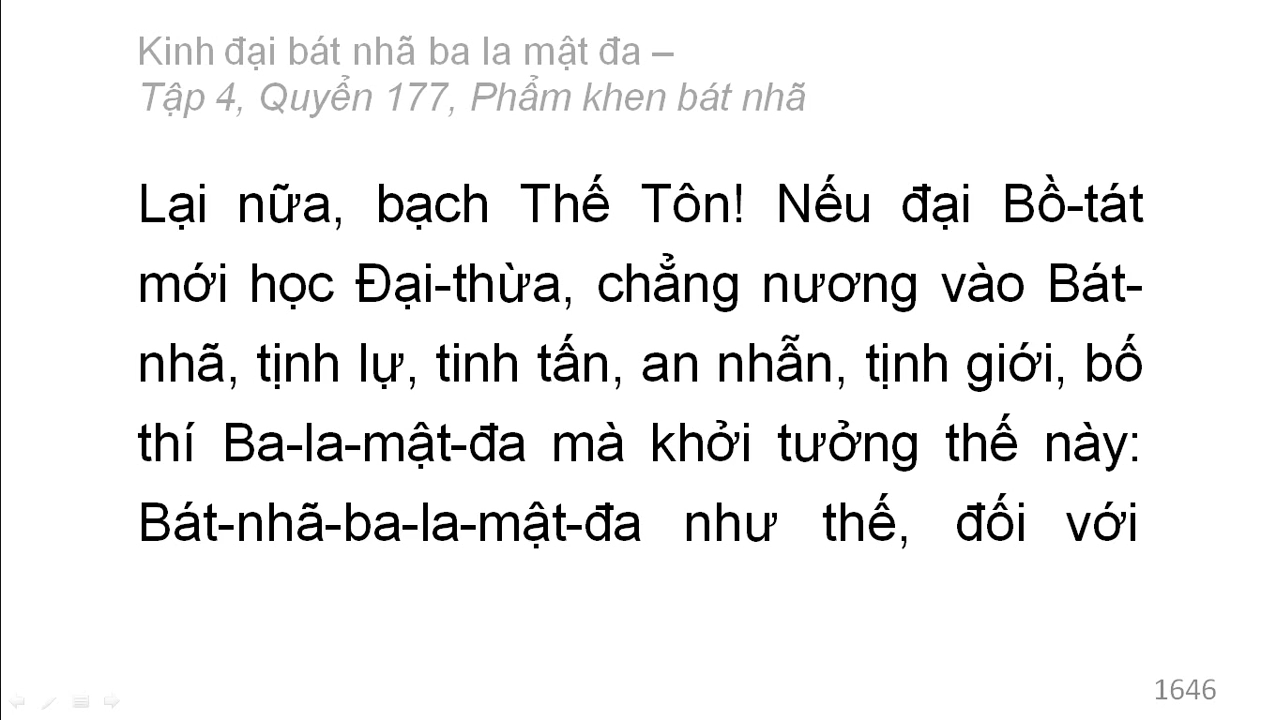 Kinh đại bát nhã ba la mật đa –
Tập 4, Quyển 177, Phẩm khen bát nhã
Lại nữa, bạch Thế Tôn! Nếu đại Bồ-tát
mới học Đại-thừa, chẳng nương vào Bát-
nhã, tịnh lự, tinh tấn, an nhẫn, tịnh giới, bố
thí Ba-la-mật-đa mà khởi tưởng thế này:
Bát-nhã-ba-la-mật-đa như thế, đối với
1646